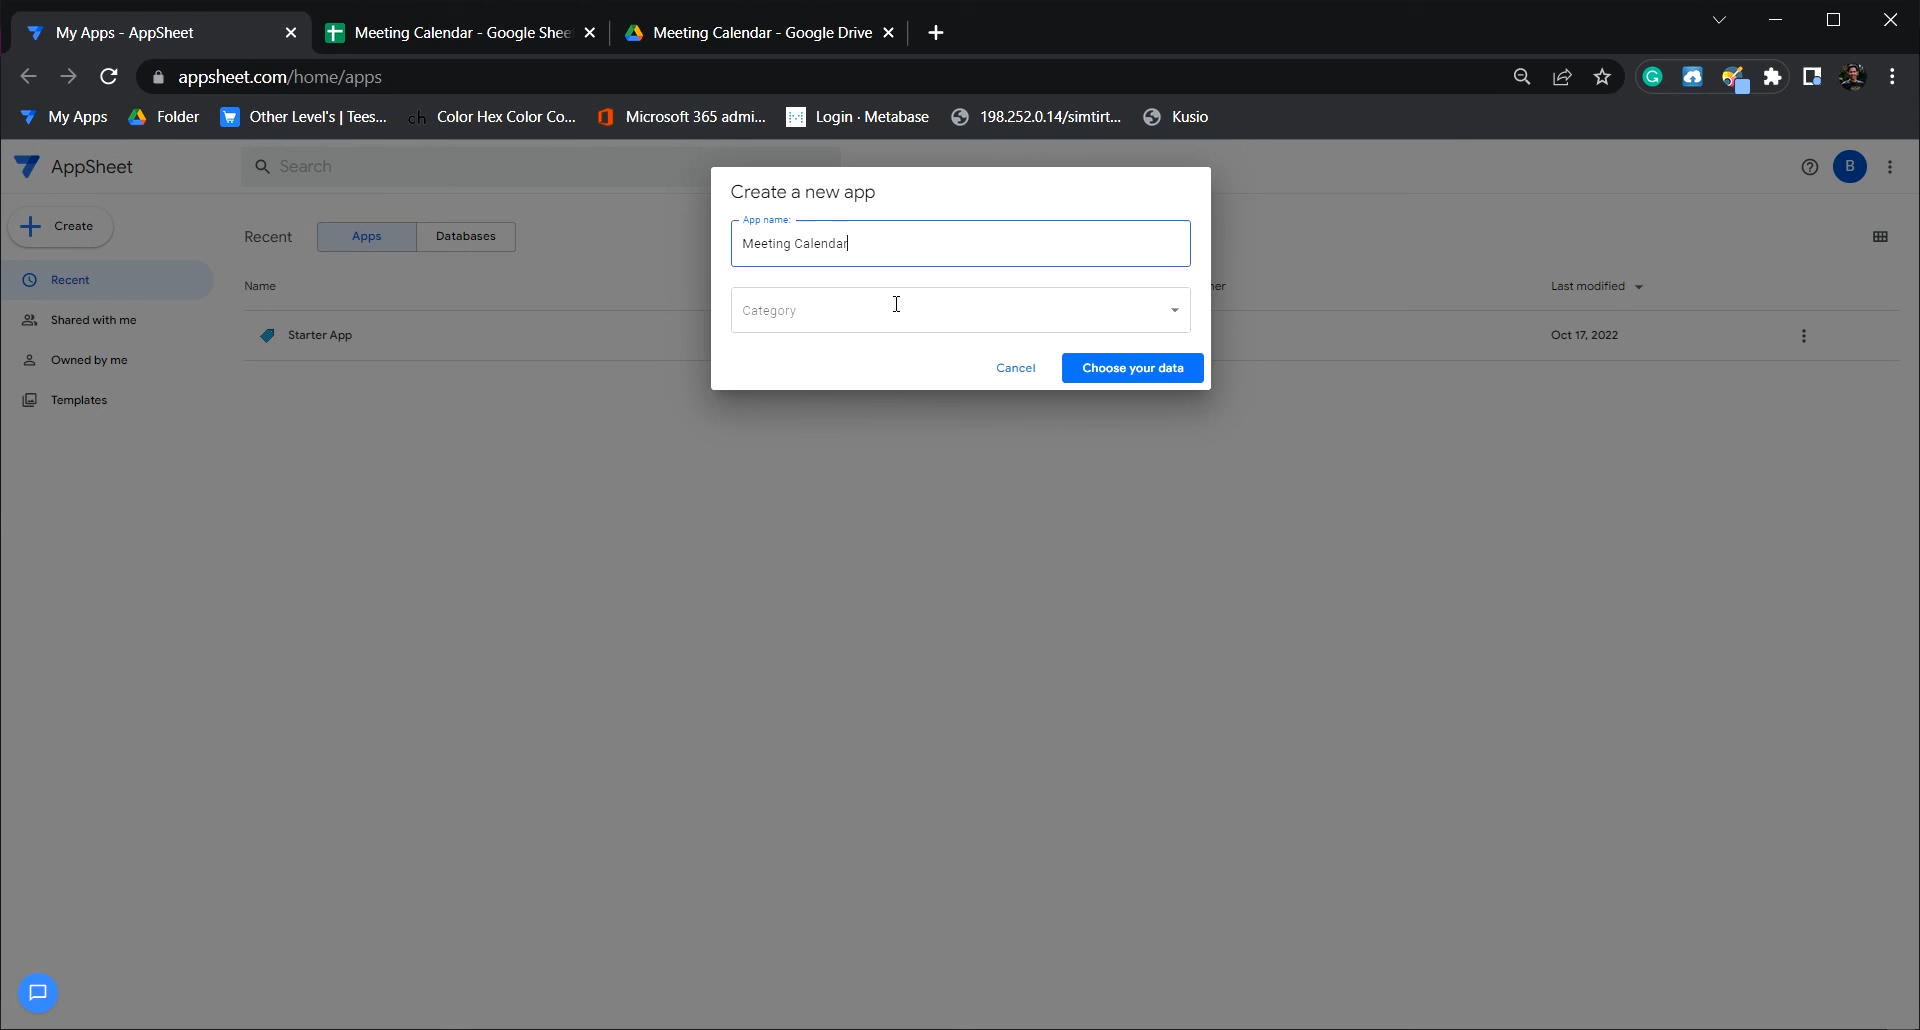 My Apps - AppSheet
Meeting Calendar - Google Shee
Meeting Calendar - Google Drive
appsheet.com/home/apps
My Apps
Folder
Other Level's | Tees...
ch Color Hex Color Co...
Microsoft 365 admi...
Login · Metabase
198.252.0.14/simtirt...
Kusio
AppSheet
Search
B
Create a new app
App name:
Meeting Calendar
Category
Cancel
Choose your data
Create
Recent
Shared with me
Owned by me
Templates
Recent
Apps
Databases
Name
ner
Last modified
Starter App
Oct 17, 2022